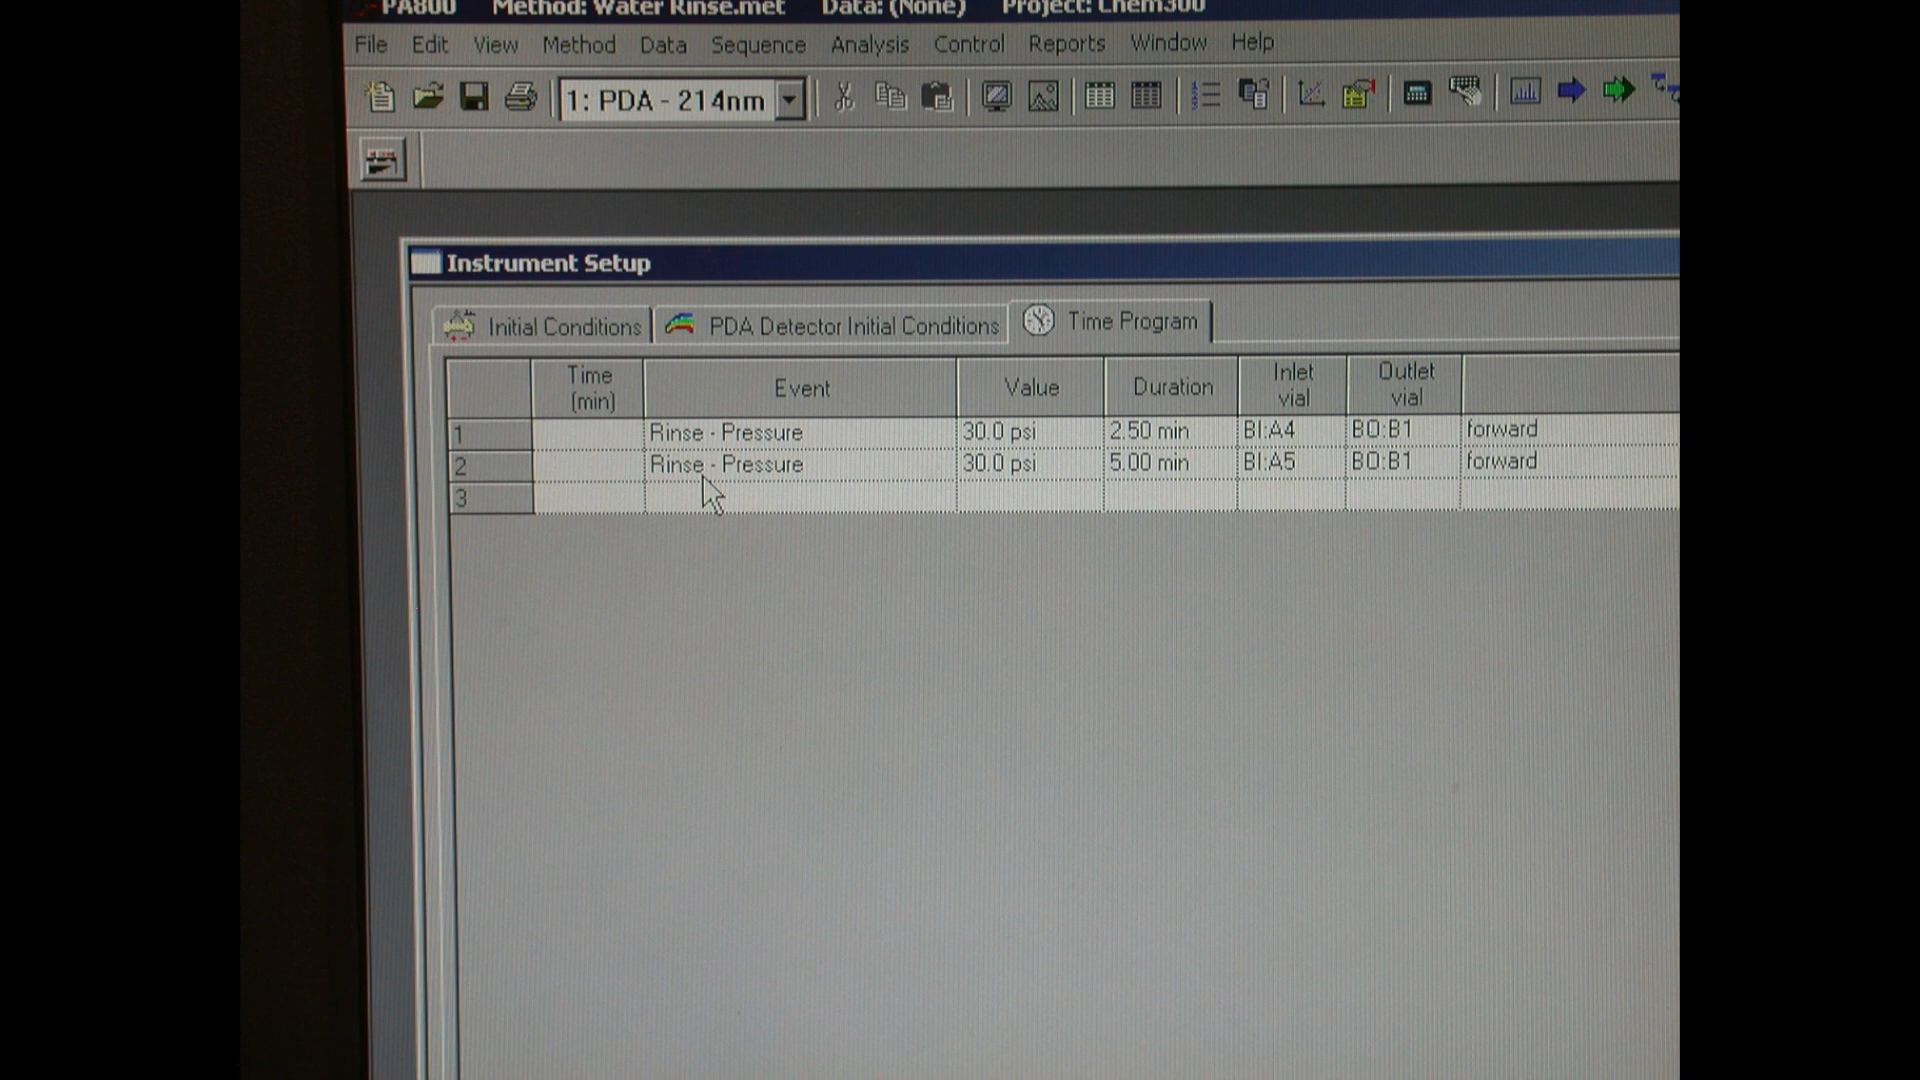 PA800 Method: Water Rinse.met Data: (None) Project: Chem300
File Edit View Method Data Sequence Analysis Control Reports Window Help
1: PDA - 214nm
Instrument Setup
Initial Conditions PDA Detector Initial Conditions Time Program
Time (min) Event Value Duration Inlet vial Outlet vial
1 Rinse - Pressure 30.0 psi 2.50 min BI:A4 BO:B1 forward
2 Rinse - Pressure 30.0 psi 5.00 min BI:A5 BO:B1 forward
3